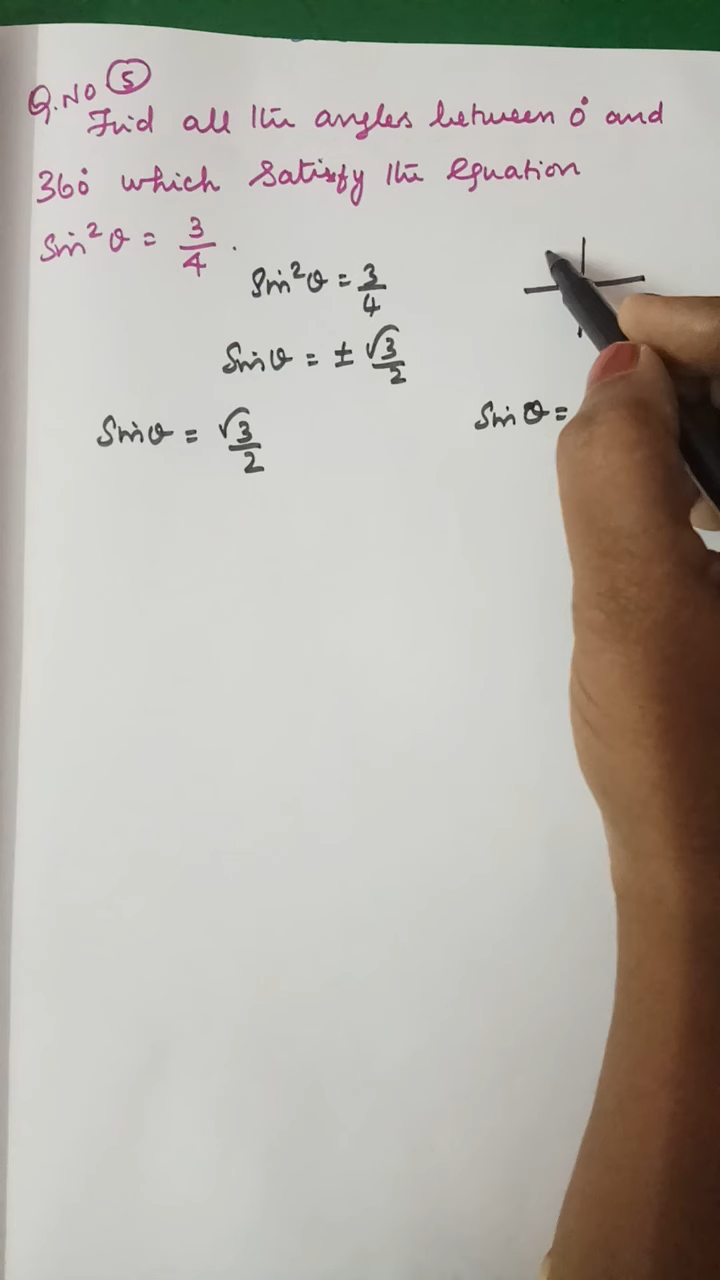 Q.NO 5
Find all the angles between 0° and
360° which satisfy the equation
Sin²θ = 3/4.
Sin²θ = 3/4
Sinθ = ± √3/2
Sinθ = √3/2
Sinθ =